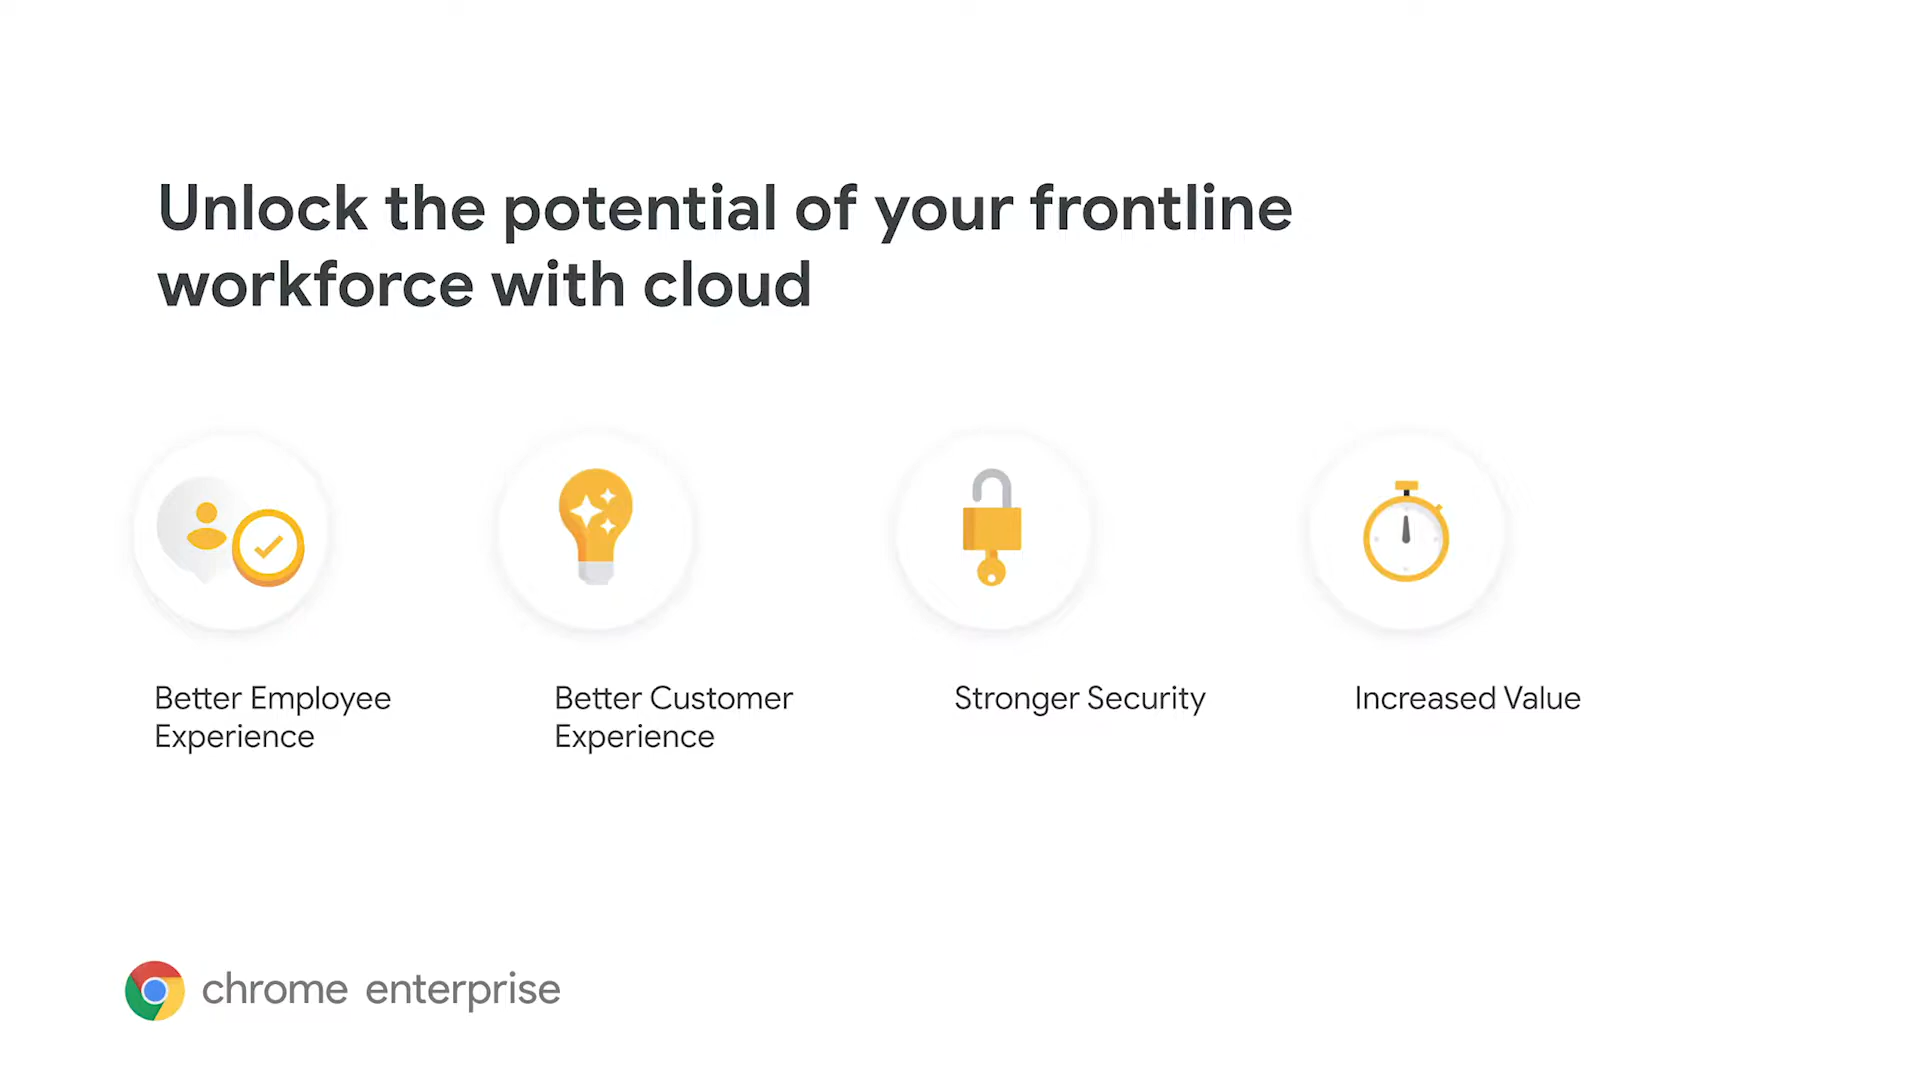 Unlock the potential of your frontline
workforce with cloud
Better Employee
Experience
Better Customer
Experience
Stronger Security
Increased Value
chrome enterprise